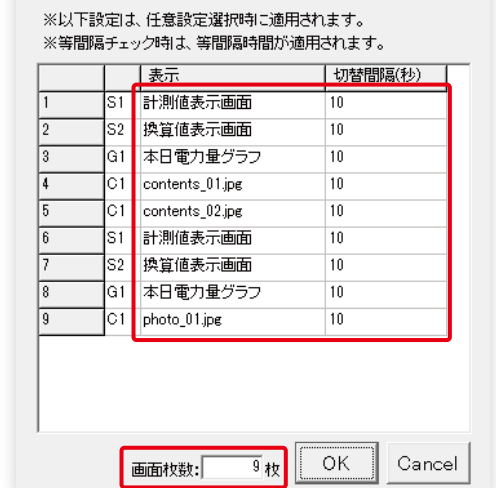 ※以下設定は、任意設定選択時に適用されます。
※等間隔チェック時は、等間隔時間が適用されます。
表示 切替間隔(秒)
1 S1 計測値表示画面 10
2 S2 換算値表示画面 10
3 G1 本日電力量グラフ 10
4 C1 contents_01.jpg 10
5 C1 contents_02.jpg 10
6 S1 計測値表示画面 10
7 S2 換算値表示画面 10
8 G1 本日電力量グラフ 10
9 C1 photo_01.jpg 10
画面枚数: 9 枚 OK Cancel